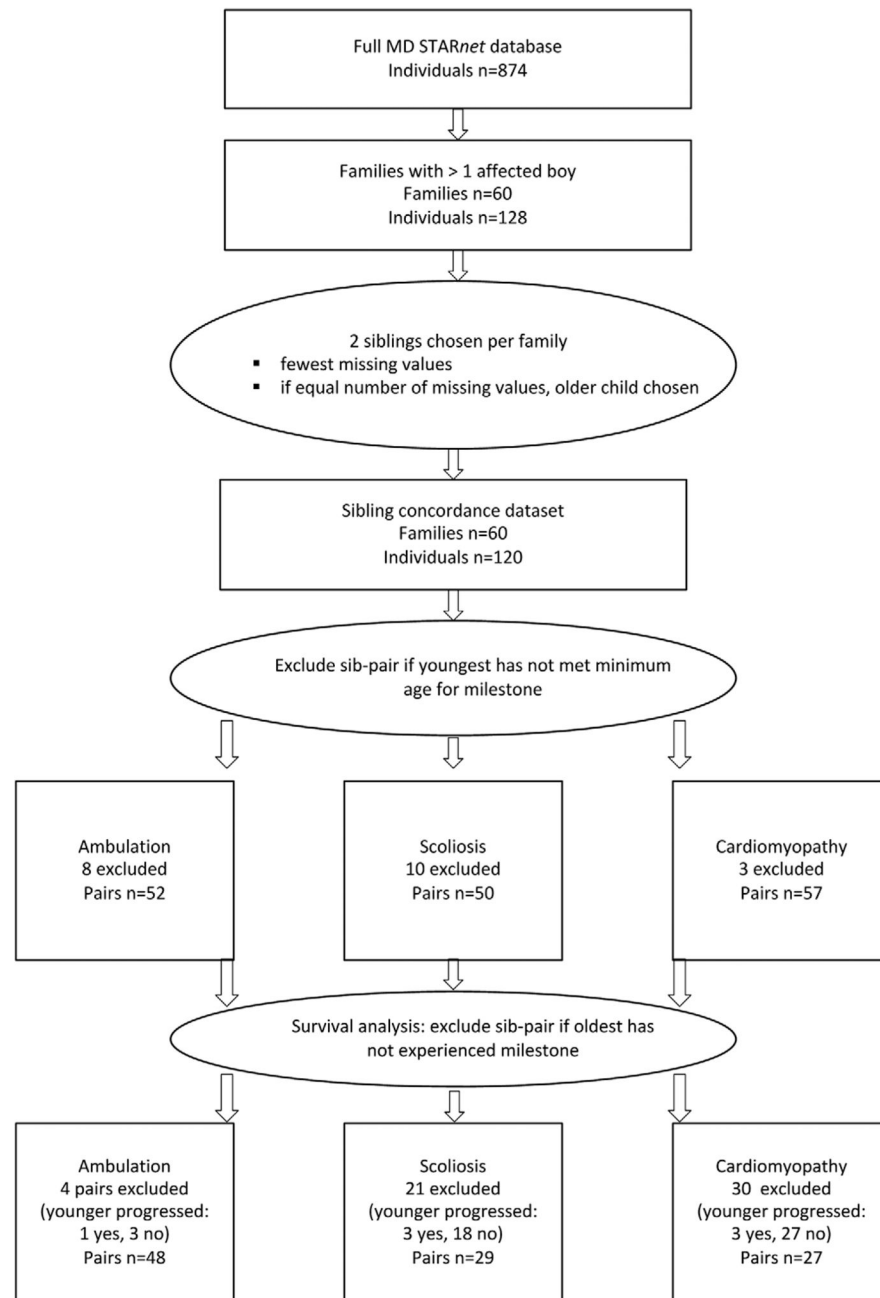 Full MD STARnet database
Individuals n=874
Families with > 1 affected boy
Families n=60
Individuals n=128
2 siblings chosen per family
▪ fewest missing values
▪ if equal number of missing values, older child chosen
Sibling concordance dataset
Families n=60
Individuals n=120
Exclude sib-pair if youngest has not met minimum
age for milestone
Ambulation
8 excluded
Pairs n=52
Scoliosis
10 excluded
Pairs n=50
Cardiomyopathy
3 excluded
Pairs n=57
Survival analysis: exclude sib-pair if oldest has
not experienced milestone
Ambulation
4 pairs excluded
(younger progressed:
1 yes, 3 no)
Pairs n=48
Scoliosis
21 excluded
(younger progressed:
3 yes, 18 no)
Pairs n=29
Cardiomyopathy
30 excluded
(younger progressed:
3 yes, 27 no)
Pairs n=27